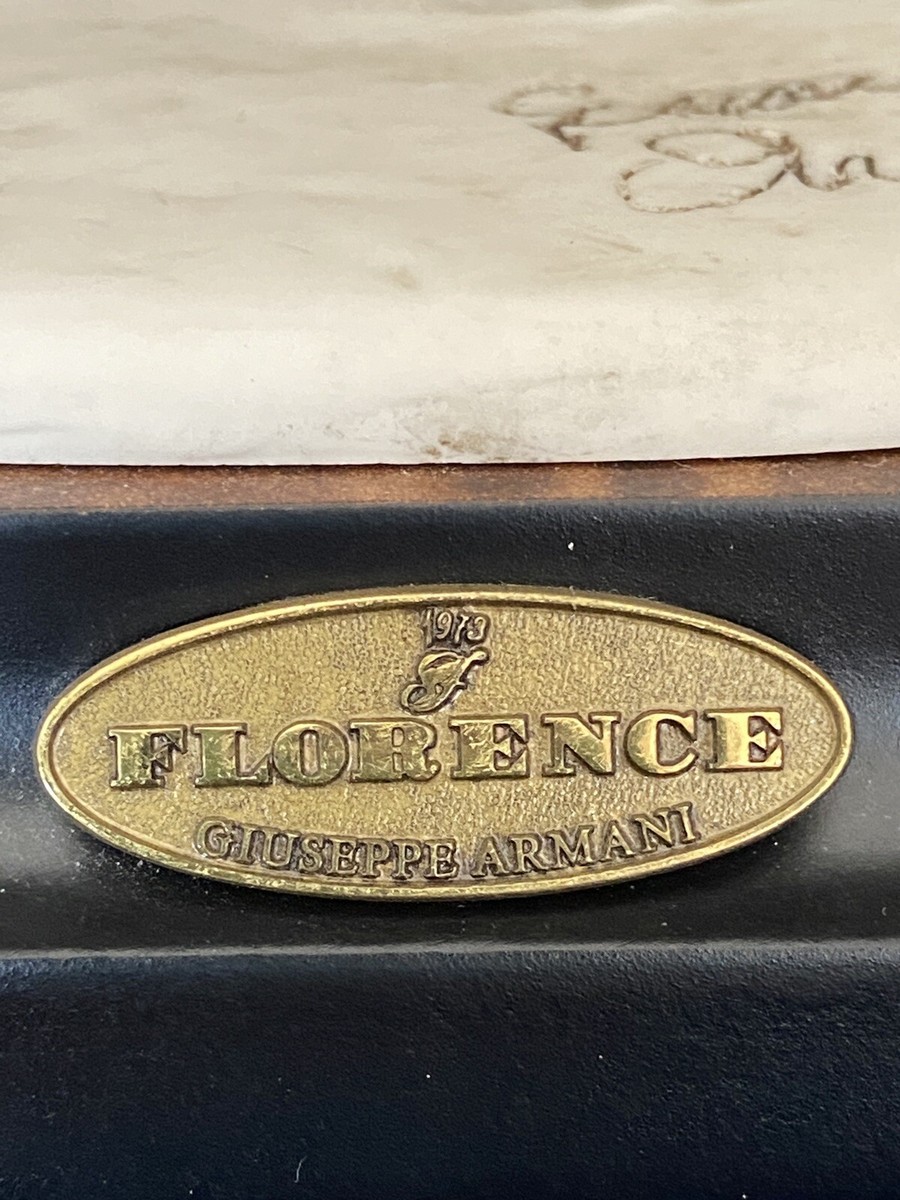 1973
F
FLORENCE
GIUSEPPE ARMANI